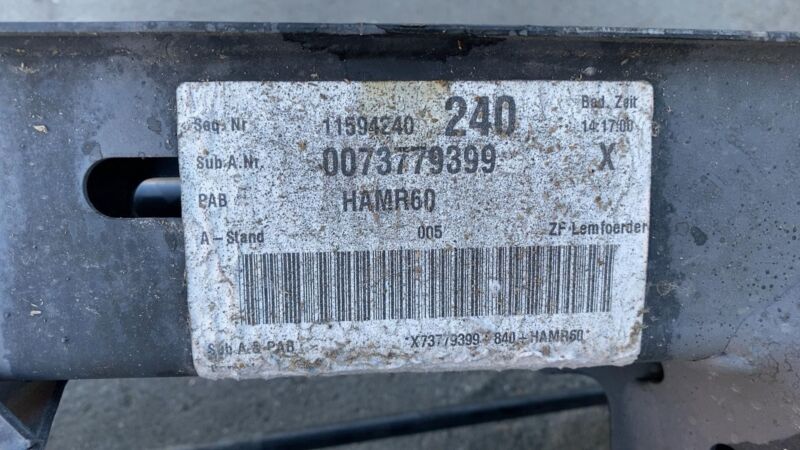 Seq. Nr 11594240 240 Bad. Zeit
14:17:00
Sub.A.Nr. 0073779399 X
PAB HAMR60
A-Stand 005 ZF Lemfoerder
Sub A.& PAB *X73779399 840+HAMR60*